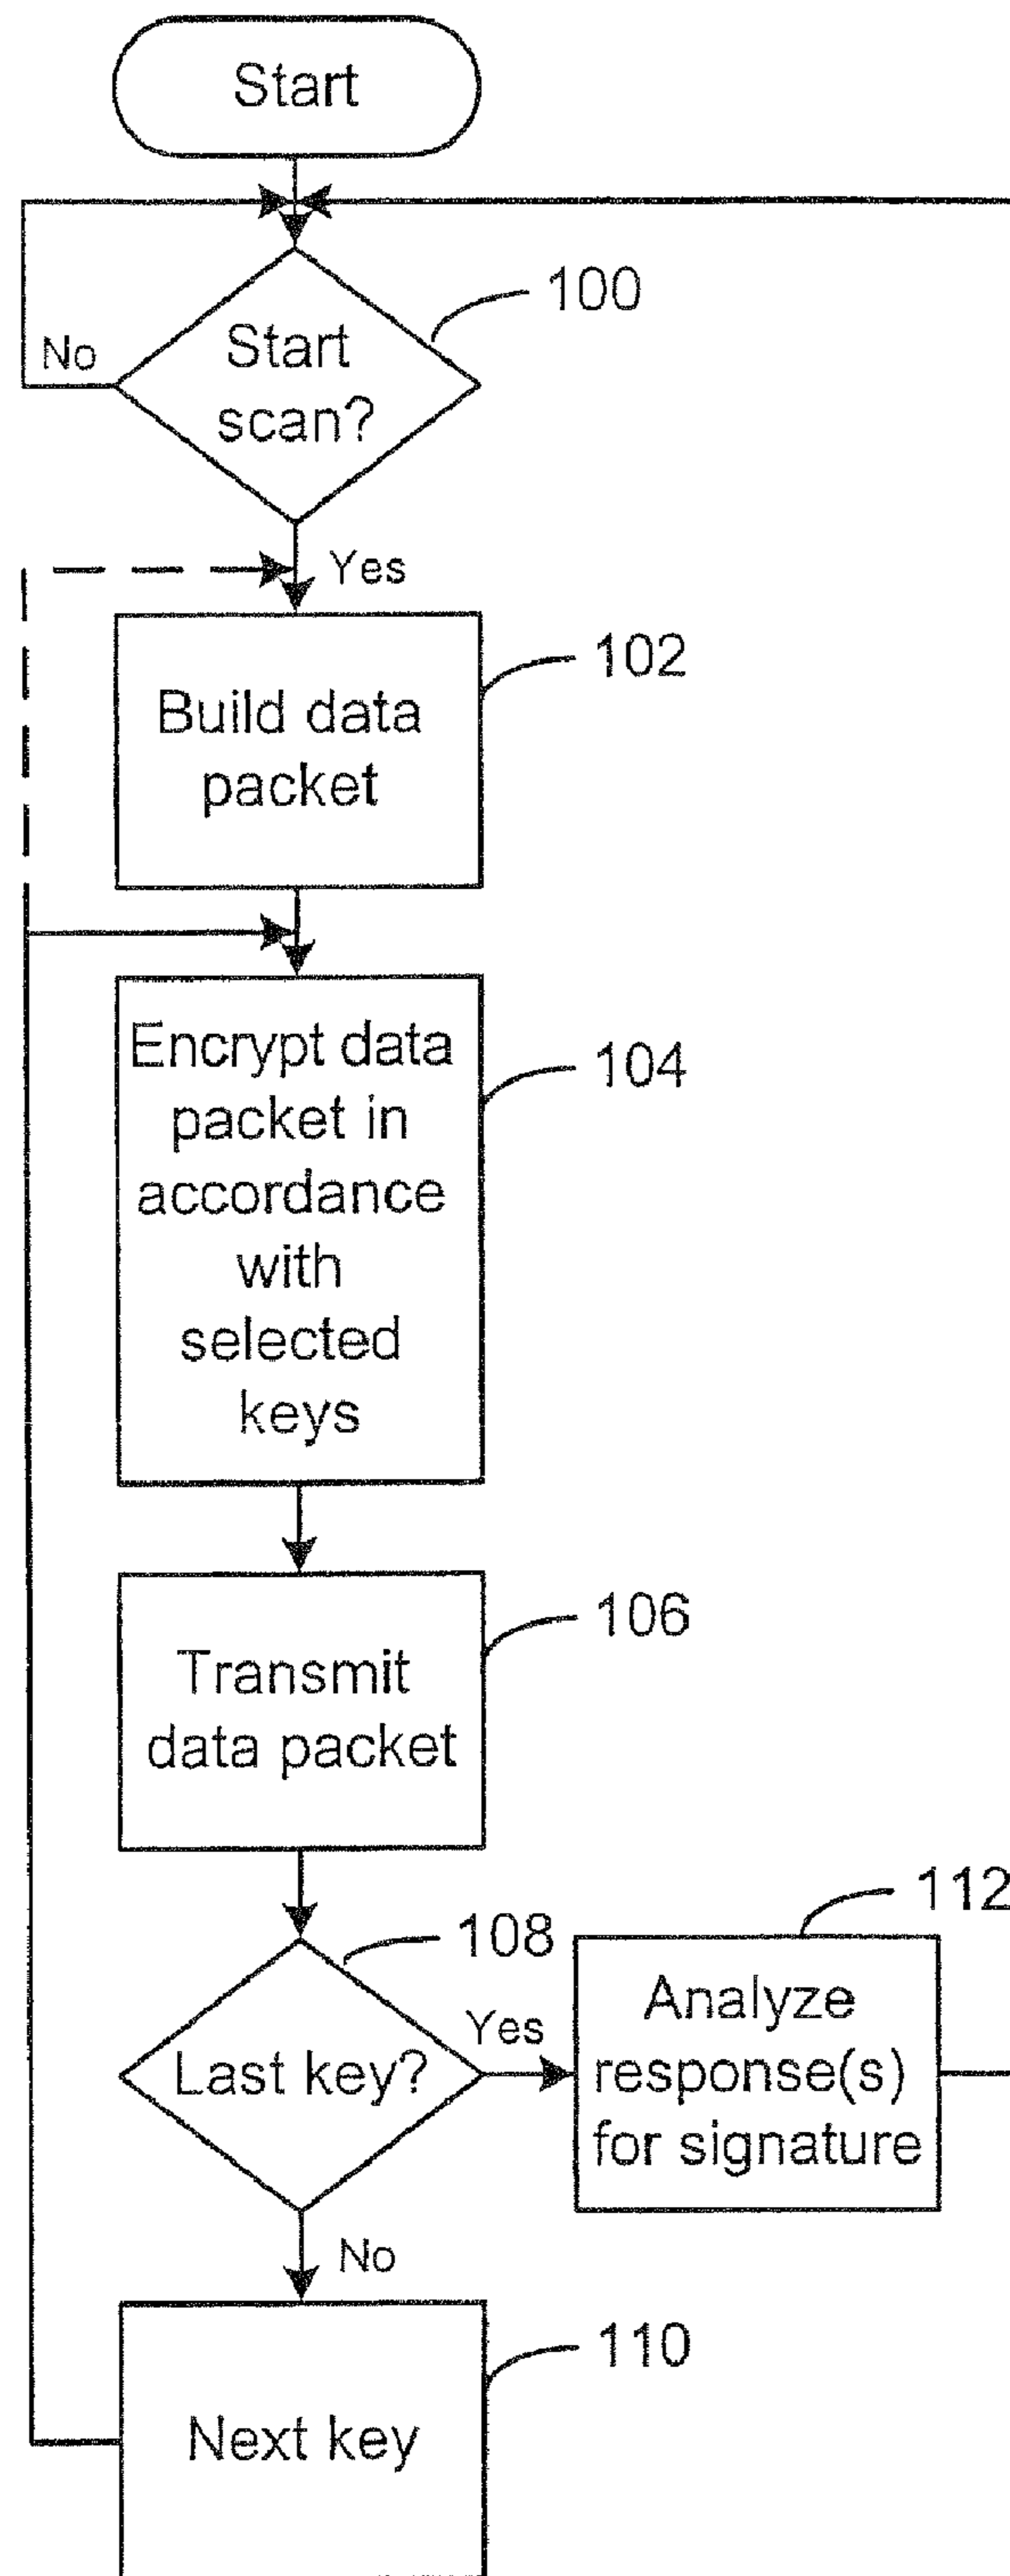 Start
100
Start
scan?
No
Yes
102
Build data
packet
104
Encrypt data
packet in
accordance
with
selected
keys
106
Transmit
data packet
108
Last key?
Yes
112
Analyze
response(s)
for signature
No
110
Next key